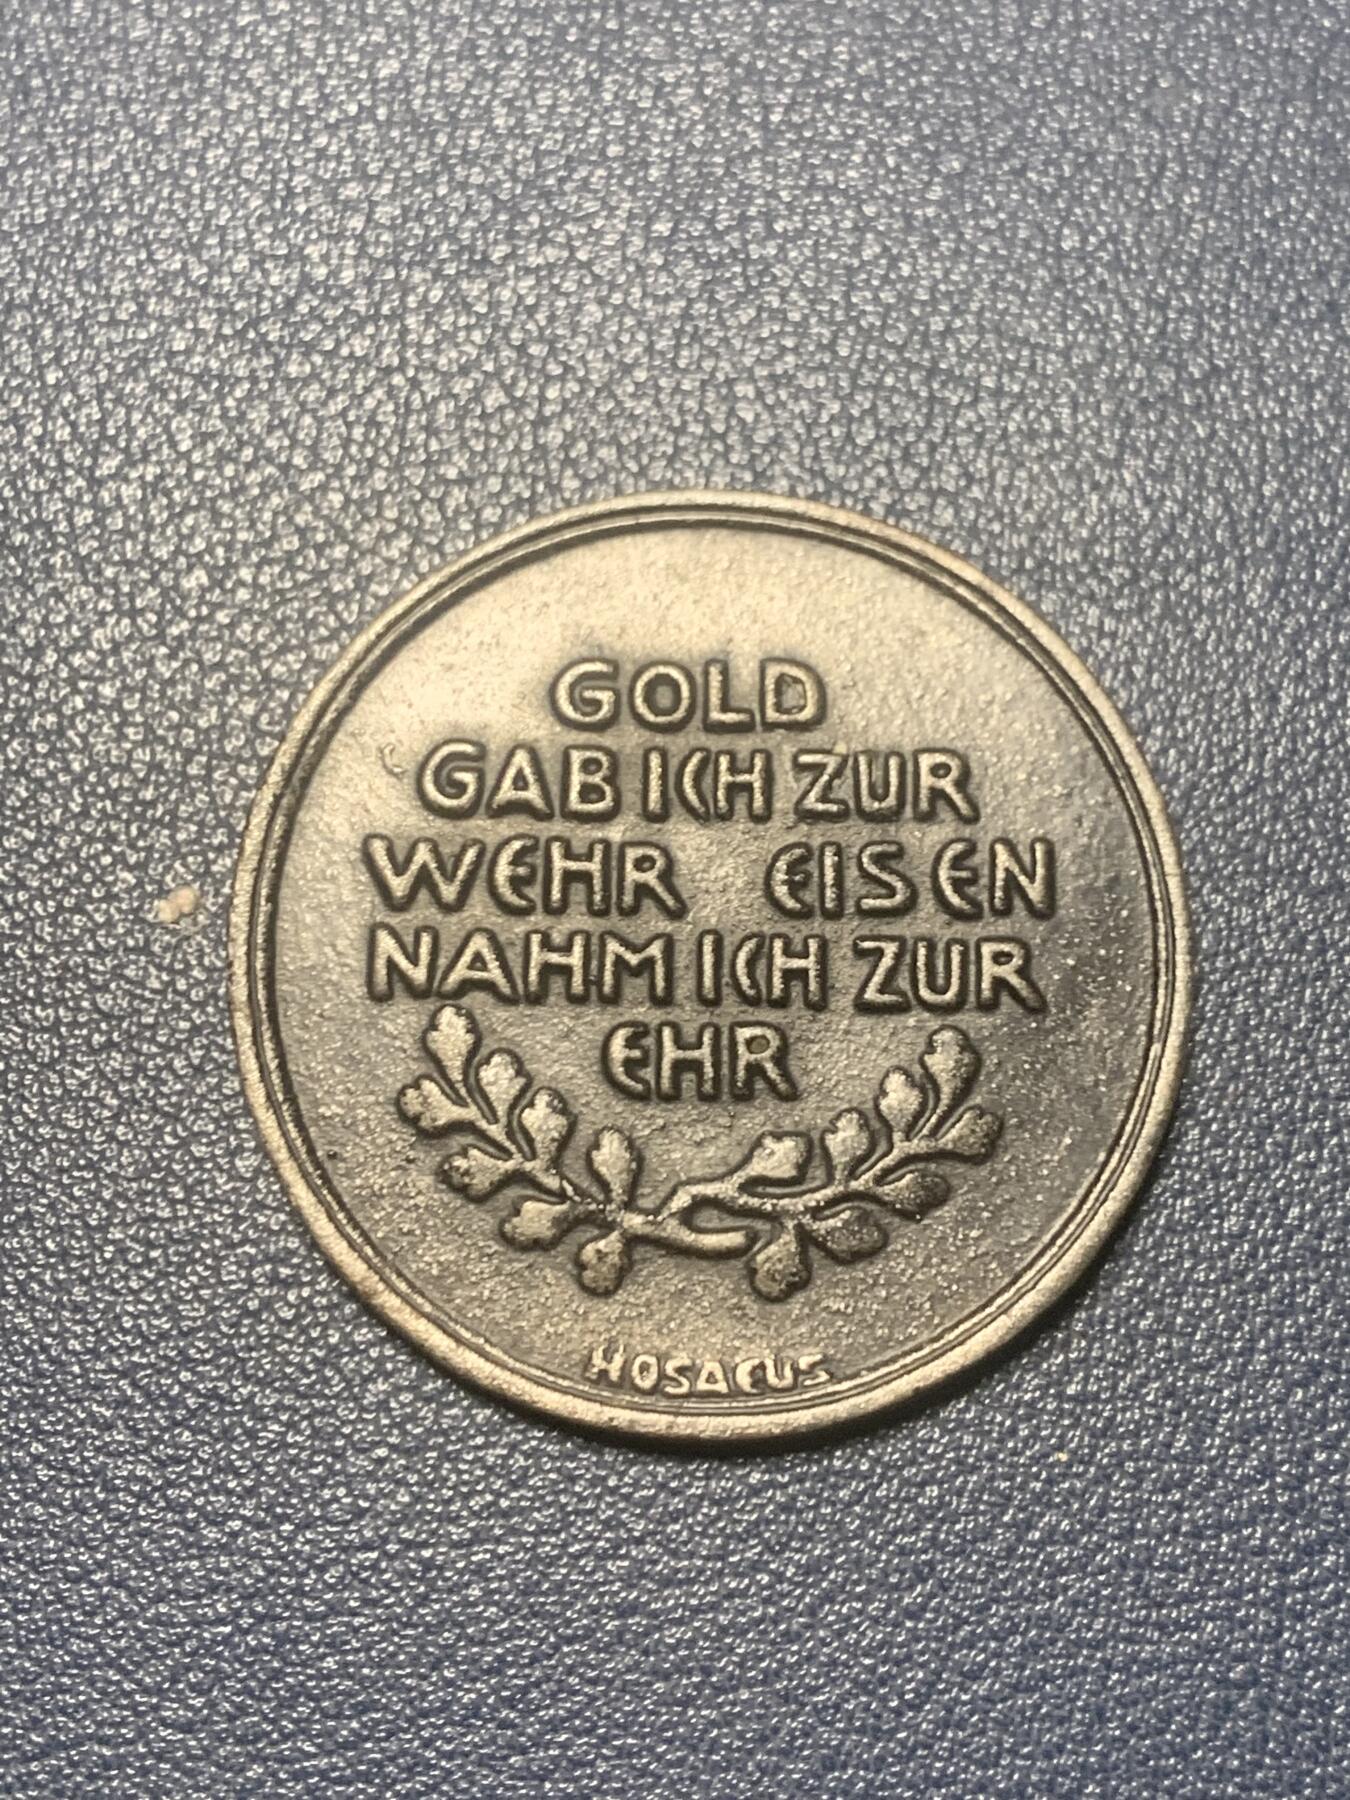 GOLD
GAB ICH ZUR
WEHR EISEN
NAHM ICH ZUR
EHR
HOSAEUS